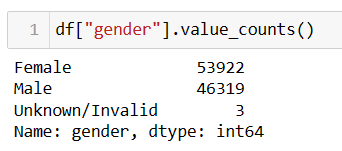 1 df["gender"].value_counts()
Female 53922
Male 46319
Unknown/Invalid 3
Name: gender, dtype: int64